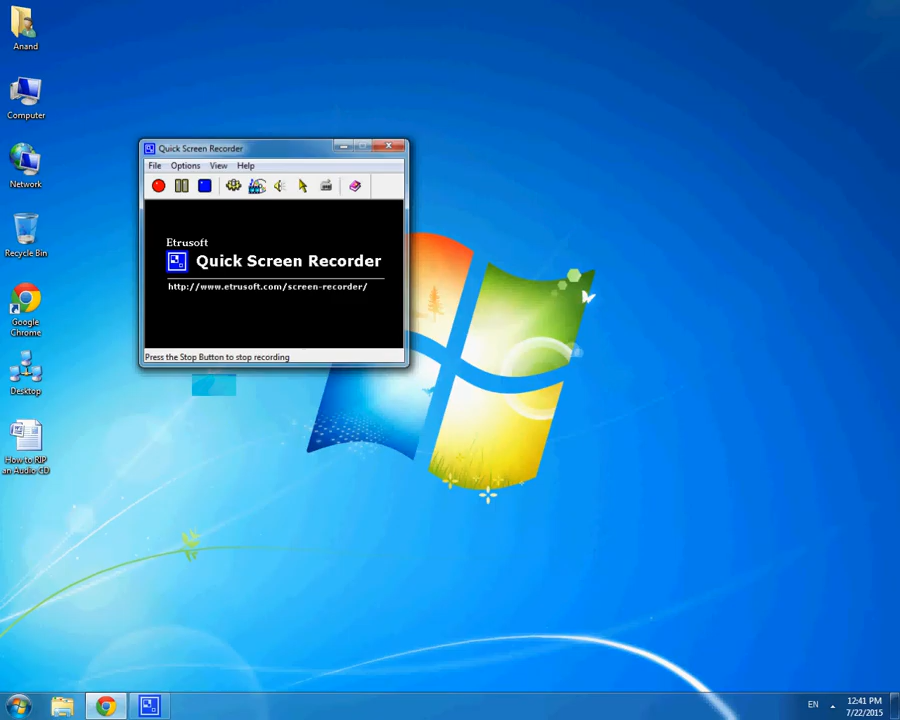 Anand
Computer
Network
Recycle Bin
Google
Chrome
Desktop
How to RIP
an Audio CD
Quick Screen Recorder
File Options View Help
Etrusoft
Quick Screen Recorder
http://www.etrusoft.com/screen-recorder/
Press the Stop Button to stop recording
EN
12:41 PM
7/22/2015